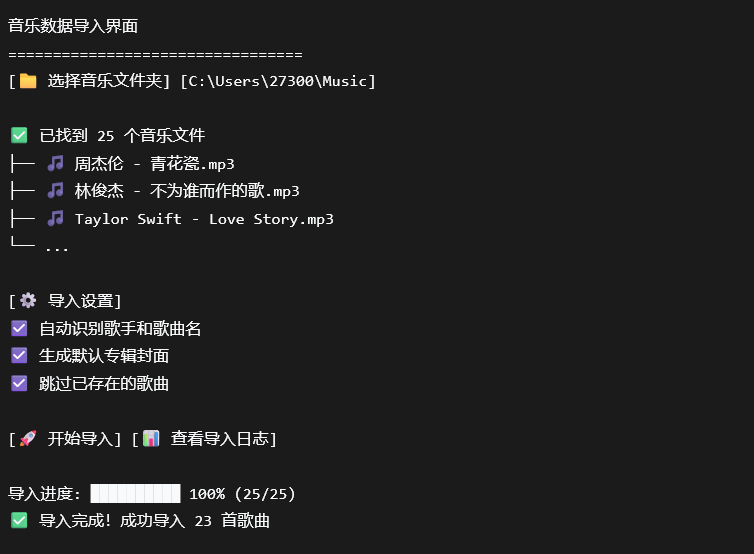 音乐数据导入界面
=================================
[📁 选择音乐文件夹] [C:\Users\27300\Music]
✅ 已找到 25 个音乐文件
├── 🎵 周杰伦 - 青花瓷.mp3
├── 🎵 林俊杰 - 不为谁而作的歌.mp3
├── 🎵 Taylor Swift - Love Story.mp3
└── ...
[⚙️ 导入设置]
☑️ 自动识别歌手和歌曲名
☑️ 生成默认专辑封面
☑️ 跳过已存在的歌曲
[🚀 开始导入] [📊 查看导入日志]
导入进度: ██████████ 100% (25/25)
✅ 导入完成! 成功导入 23 首歌曲